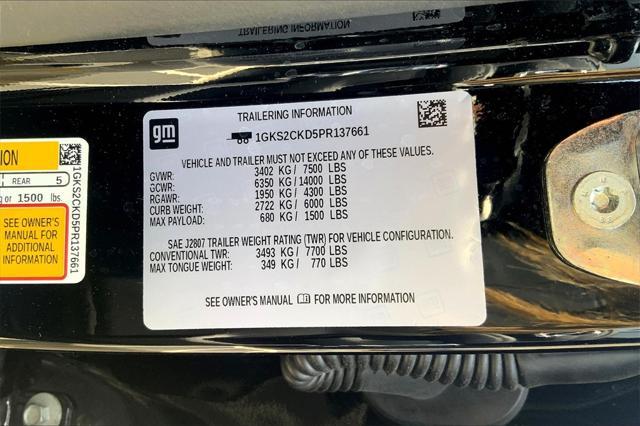 TRAILERING INFORMATION
gm
1GKS2CKD5PR137661
VEHICLE AND TRAILER MUST NOT EXCEED ANY OF THESE VALUES.
GVWR: 3402 KG / 7500 LBS
GCWR: 6350 KG / 14000 LBS
RGAWR: 1950 KG / 4300 LBS
CURB WEIGHT: 2722 KG / 6000 LBS
MAX PAYLOAD: 680 KG / 1500 LBS
SAE J2807 TRAILER WEIGHT RATING (TWR) FOR VEHICLE CONFIGURATION.
CONVENTIONAL TWR: 3493 KG / 7700 LBS
MAX TONGUE WEIGHT: 349 KG / 770 LBS
SEE OWNER'S MANUAL FOR MORE INFORMATION
REAR 5
or 1500 lbs.
SEE OWNER'S
MANUAL FOR
ADDITIONAL
INFORMATION
1GKS2CKD5PR137661
TRAILERING INFORMATION